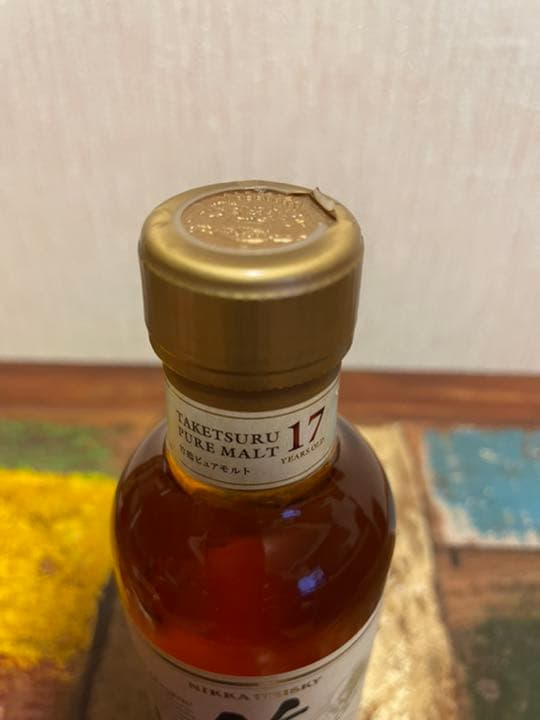 TAKETSURU
PURE MALT
17
YEARS OLD
竹鶴ピュアモルト
NIKKA WHISKY